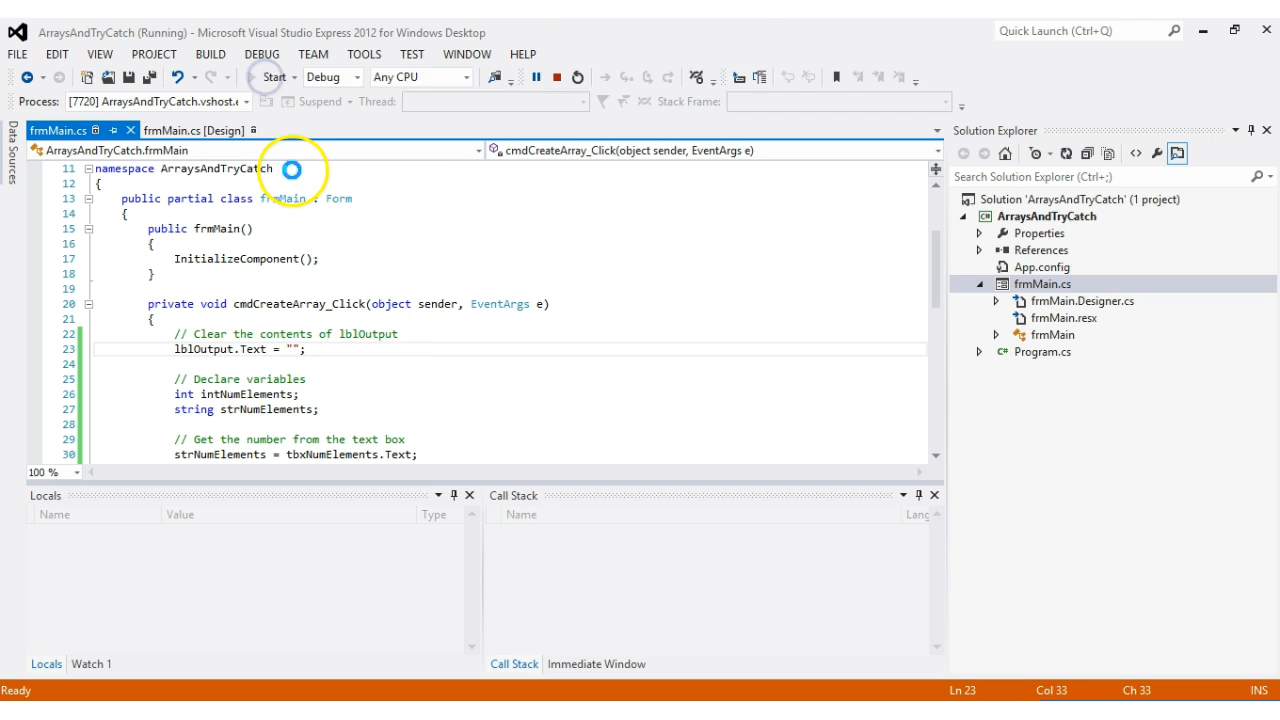 ArraysAndTryCatch (Running) - Microsoft Visual Studio Express 2012 for Windows Desktop
Quick Launch (Ctrl+Q)
FILE EDIT VIEW PROJECT BUILD DEBUG TEAM TOOLS TEST WINDOW HELP
Start Debug Any CPU
Process: [7720] ArraysAndTryCatch.vshost.e Suspend Thread: Stack Frame:
Data Sources
frmMain.cs frmMain.cs [Design]
ArraysAndTryCatch.frmMain cmdCreateArray_Click(object sender, EventArgs e)
11 namespace ArraysAndTryCatch
12 {
13 public partial class frmMain : Form
14 {
15 public frmMain()
16 {
17 InitializeComponent();
18 }
19
20 private void cmdCreateArray_Click(object sender, EventArgs e)
21 {
22 // Clear the contents of lblOutput
23 lblOutput.Text = "";
24
25 // Declare variables
26 int intNumElements;
27 string strNumElements;
28
29 // Get the number from the text box
30 strNumElements = tbxNumElements.Text;
100 %
Solution Explorer
Search Solution Explorer (Ctrl+;)
Solution 'ArraysAndTryCatch' (1 project)
C# ArraysAndTryCatch
Properties
References
App.config
frmMain.cs
frmMain.Designer.cs
frmMain.resx
frmMain
C# Program.cs
Locals
Name Value Type
Call Stack
Name Lang
Locals Watch 1
Call Stack Immediate Window
Ready Ln 23 Col 33 Ch 33 INS